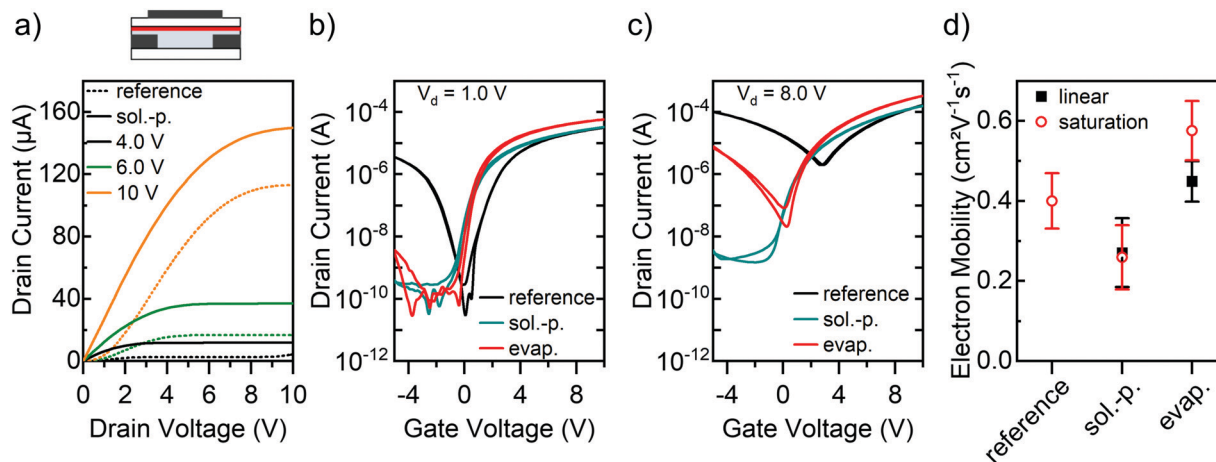 a)
reference
sol.-p.
4.0 V
6.0 V
10 V
160
120
80
40
0
0 2 4 6 8 10
Drain Current (µA)
Drain Voltage (V)
b)
V_d = 1.0 V
10⁻⁴
10⁻⁶
10⁻⁸
10⁻¹⁰
10⁻¹²
reference
sol.-p.
evap.
-4 0 4 8
Drain Current (A)
Gate Voltage (V)
c)
V_d = 8.0 V
10⁻⁴
10⁻⁶
10⁻⁸
10⁻¹⁰
10⁻¹²
reference
sol.-p.
evap.
-4 0 4 8
Drain Current (A)
Gate Voltage (V)
d)
linear
saturation
0.6
0.4
0.2
0.0
Electron Mobility (cm²V⁻¹s⁻¹)
reference
sol.-p.
evap.